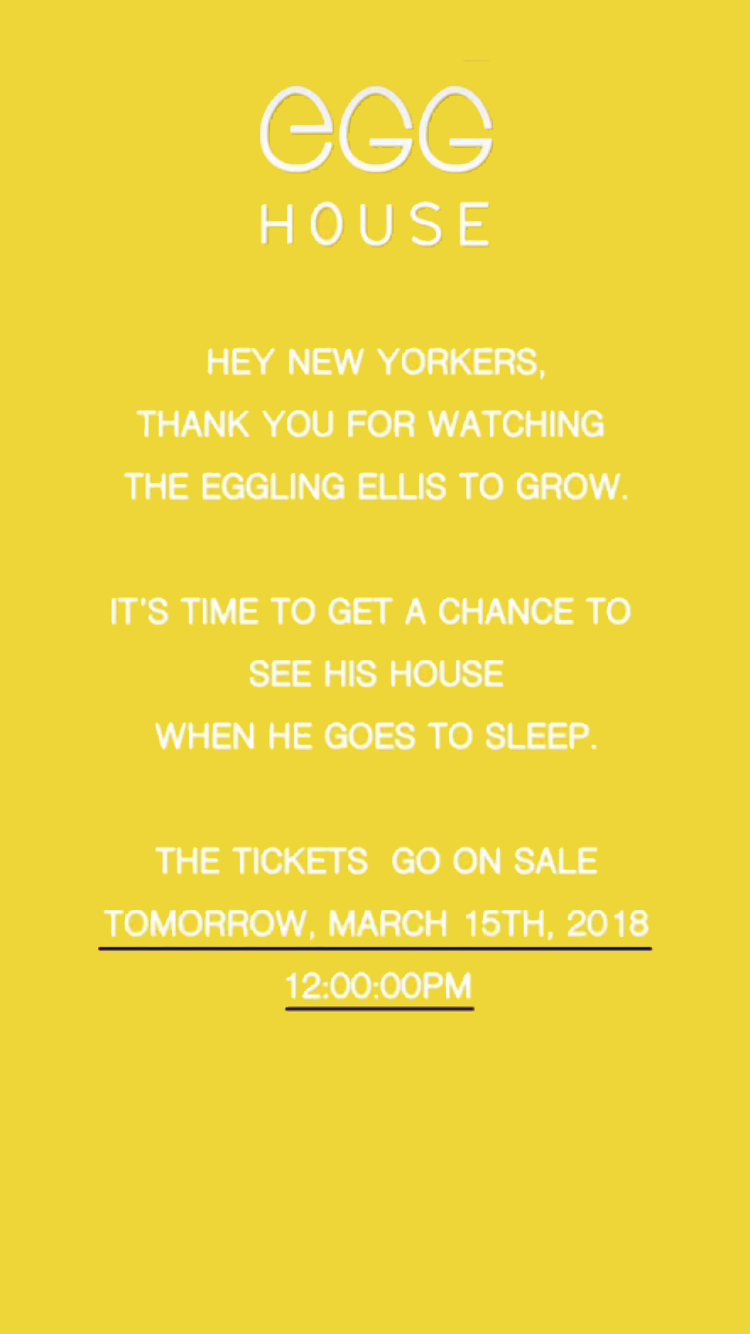 egg
HOUSE
HEY NEW YORKERS,
THANK YOU FOR WATCHING
THE EGGLING ELLIS TO GROW.
IT'S TIME TO GET A CHANCE TO
SEE HIS HOUSE
WHEN HE GOES TO SLEEP.
THE TICKETS  GO ON SALE
TOMORROW, MARCH 15TH, 2018
12:00:00PM